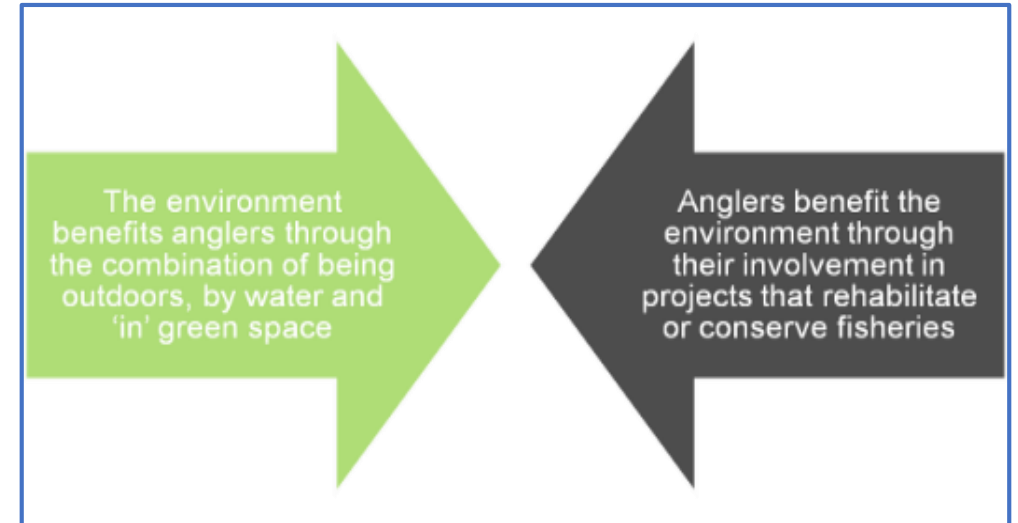 The environment
benefits anglers through
the combination of being
outdoors, by water and
‘in’ green space
Anglers benefit the
environment through
their involvement in
projects that rehabilitate
or conserve fisheries